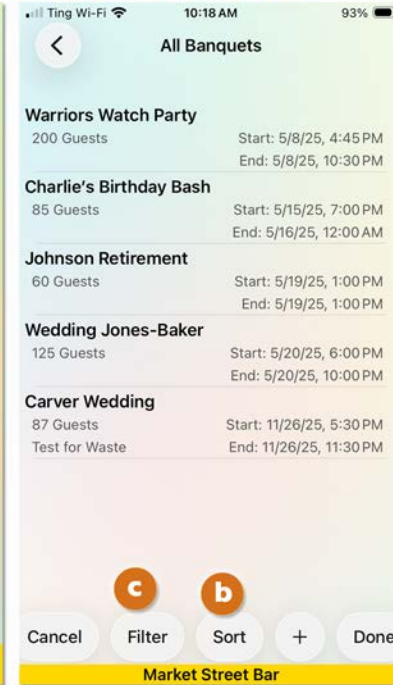 Ting Wi-Fi 10:18 AM 93%
All Banquets
Warriors Watch Party
200 Guests Start: 5/8/25, 4:45 PM
End: 5/8/25, 10:30 PM
Charlie's Birthday Bash
85 Guests Start: 5/15/25, 7:00 PM
End: 5/16/25, 12:00 AM
Johnson Retirement
60 Guests Start: 5/19/25, 1:00 PM
End: 5/19/25, 1:00 PM
Wedding Jones-Baker
125 Guests Start: 5/20/25, 6:00 PM
End: 5/20/25, 10:00 PM
Carver Wedding
87 Guests Start: 11/26/25, 5:30 PM
Test for Waste End: 11/26/25, 11:30 PM
c b
Cancel Filter Sort + Done
Market Street Bar